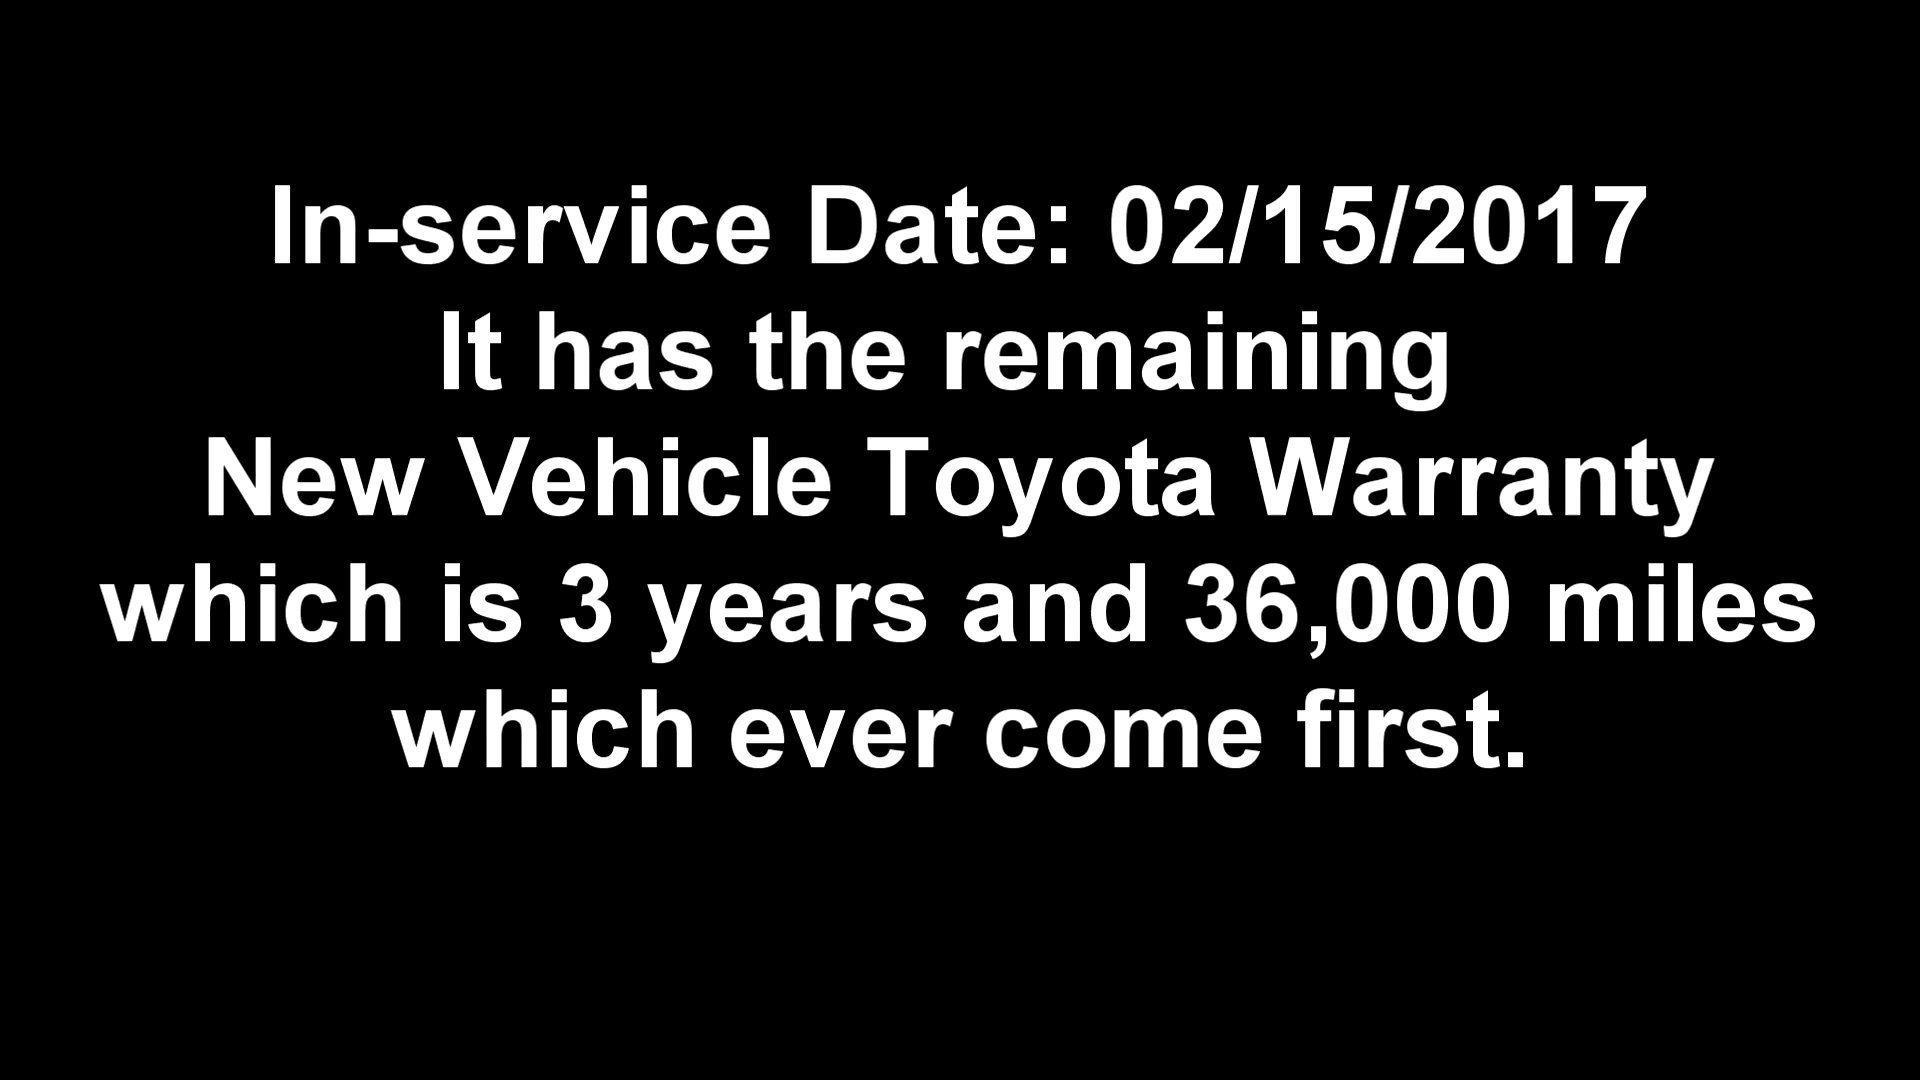 In-service Date: 02/15/2017
It has the remaining
New Vehicle Toyota Warranty
which is 3 years and 36,000 miles
which ever come first.